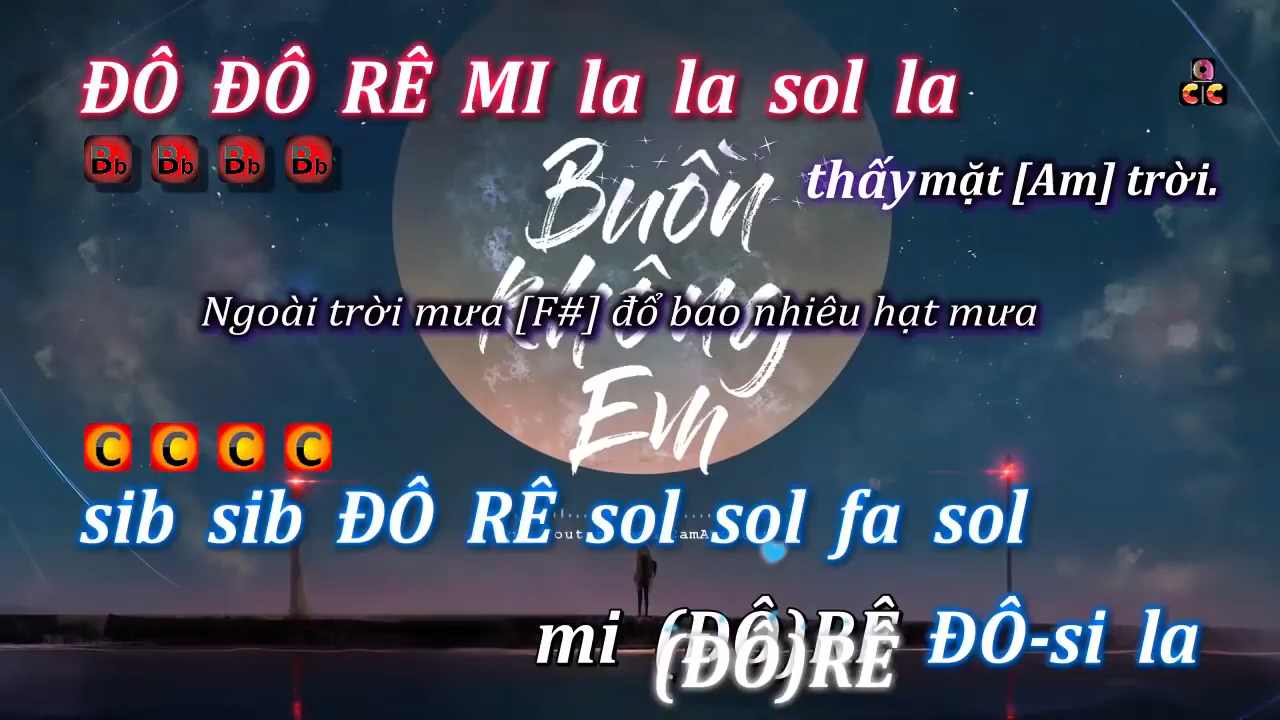 ĐÔ ĐÔ RÊ MI la la sol la
a
C C
Bb Bb Bb Bb
thấy mặt [Am] trời.
Buồn
không
Em
Ngoài trời mưa [F#] đổ bao nhiêu hạt mưa
C C C C
sib sib ĐÔ RÊ sol sol fa sol
mi (ĐÔ)RÊ ĐÔ-si la
(ĐÔ)RÊ